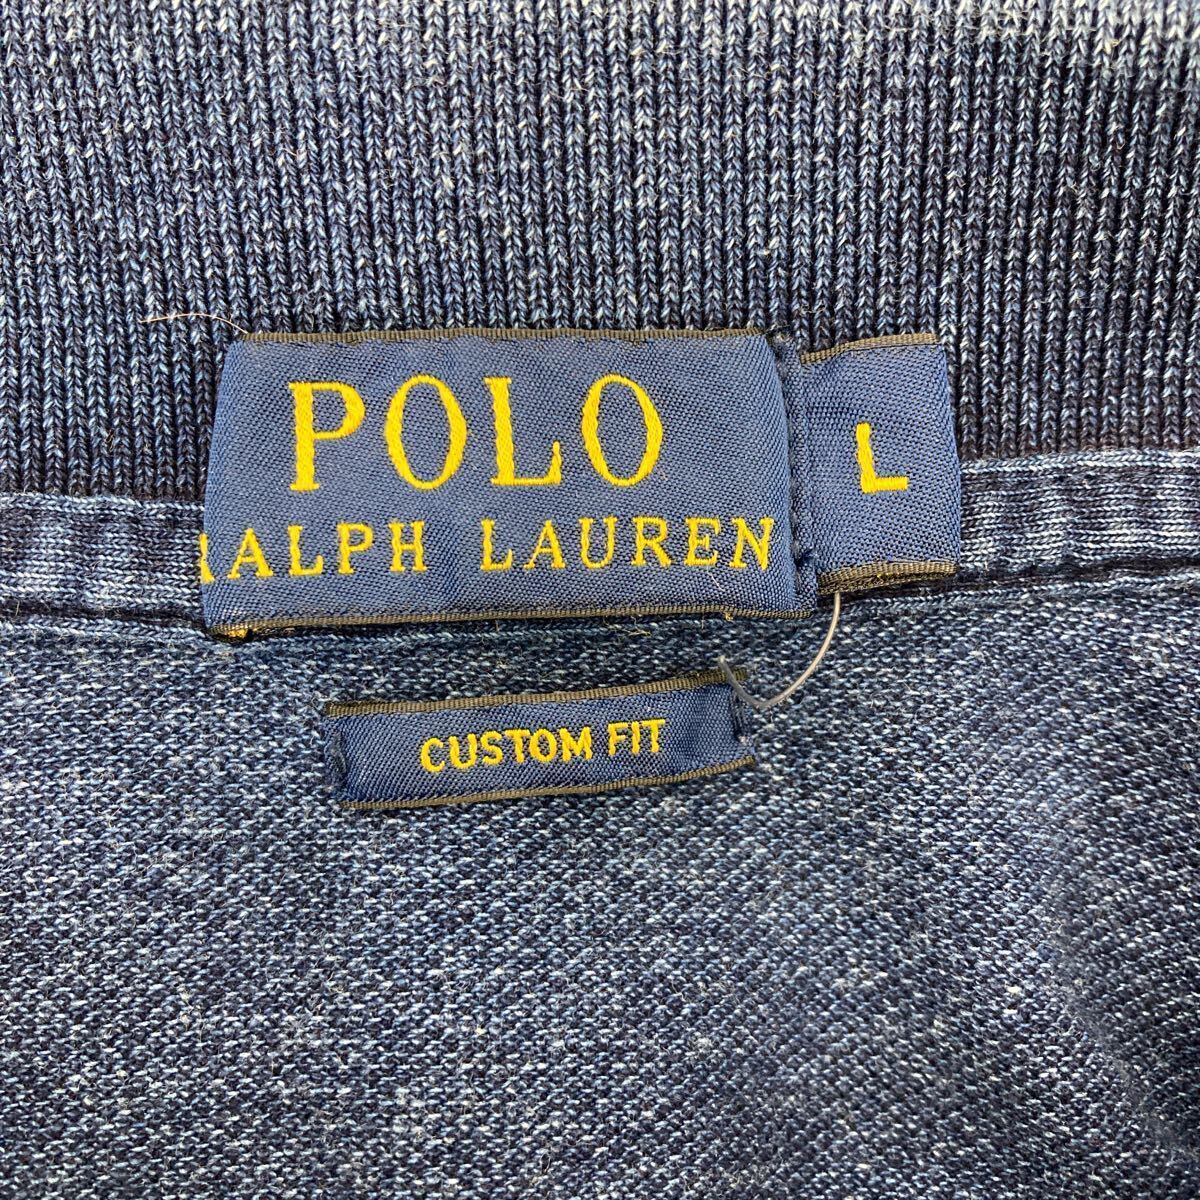 POLO
RALPH LAUREN
L
CUSTOM FIT